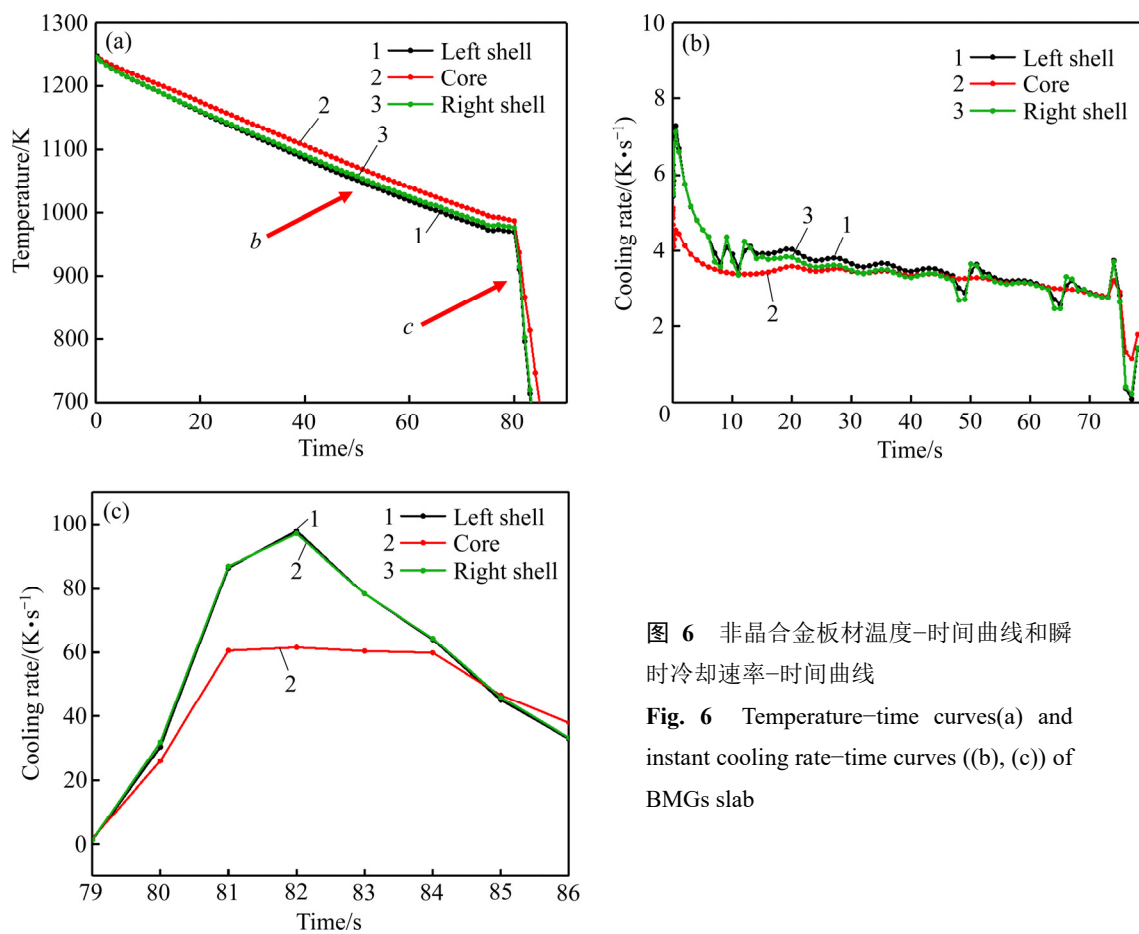 (a)
1 Left shell
2 Core
3 Right shell
1300
1200
1100
1000
900
800
700
Temperature/K
2
3
1
b
c
0
20
40
60
80
Time/s
(b)
1 Left shell
2 Core
3 Right shell
10
8
6
4
2
0
Cooling rate/(K•s⁻¹)
3
1
2
10
20
30
40
50
60
70
Time/s
(c)
1 Left shell
2 Core
3 Right shell
100
80
60
40
20
0
Cooling rate/(K•s⁻¹)
1
2
2
79
80
81
82
83
84
85
86
Time/s
图 6 非晶合金板材温度−时间曲线和瞬
时冷却速率−时间曲线
Fig. 6 Temperature−time curves(a) and
instant cooling rate−time curves ((b), (c)) of
BMGs slab